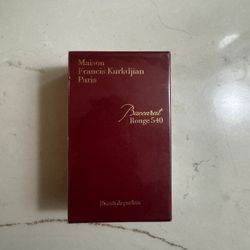 Maison
Francis Kurkdjian
Paris
Baccarat
Rouge 540
Extrait de parfum